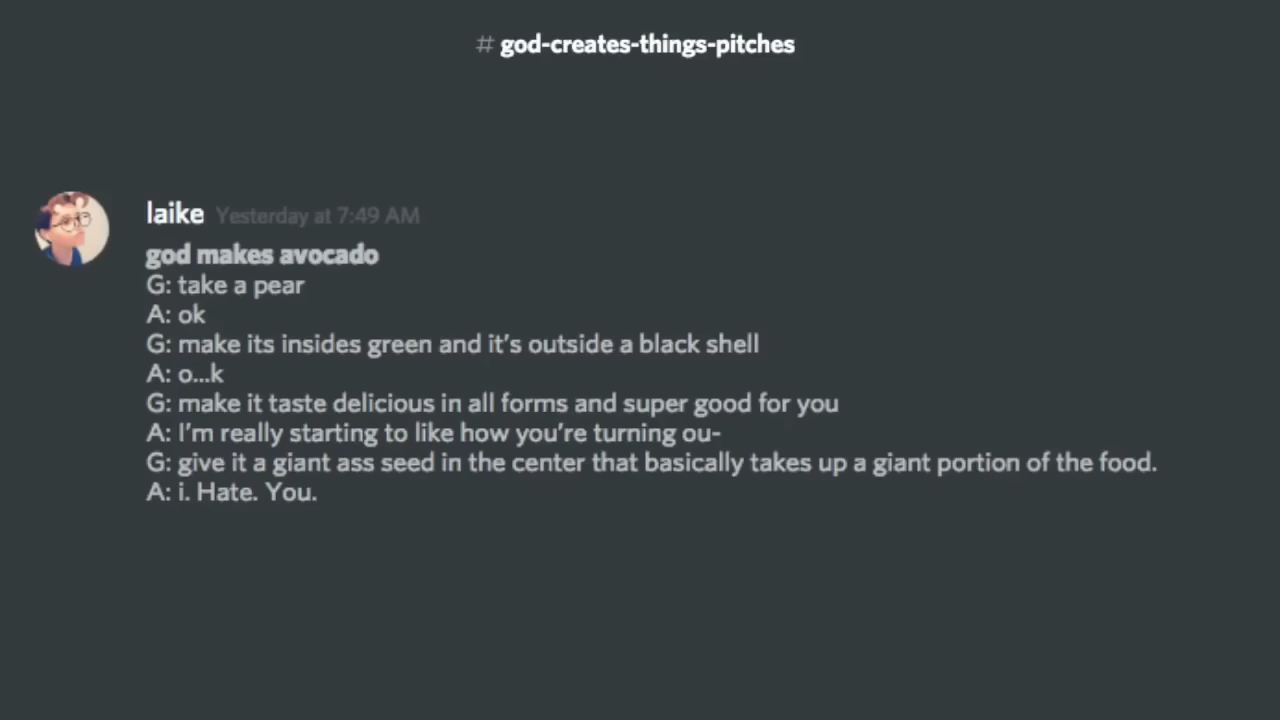 # god-creates-things-pitches
laike Yesterday at 7:49 AM
god makes avocado
G: take a pear
A: ok
G: make its insides green and it’s outside a black shell
A: o...k
G: make it taste delicious in all forms and super good for you
A: I’m really starting to like how you’re turning ou-
G: give it a giant ass seed in the center that basically takes up a giant portion of the food.
A: i. Hate. You.